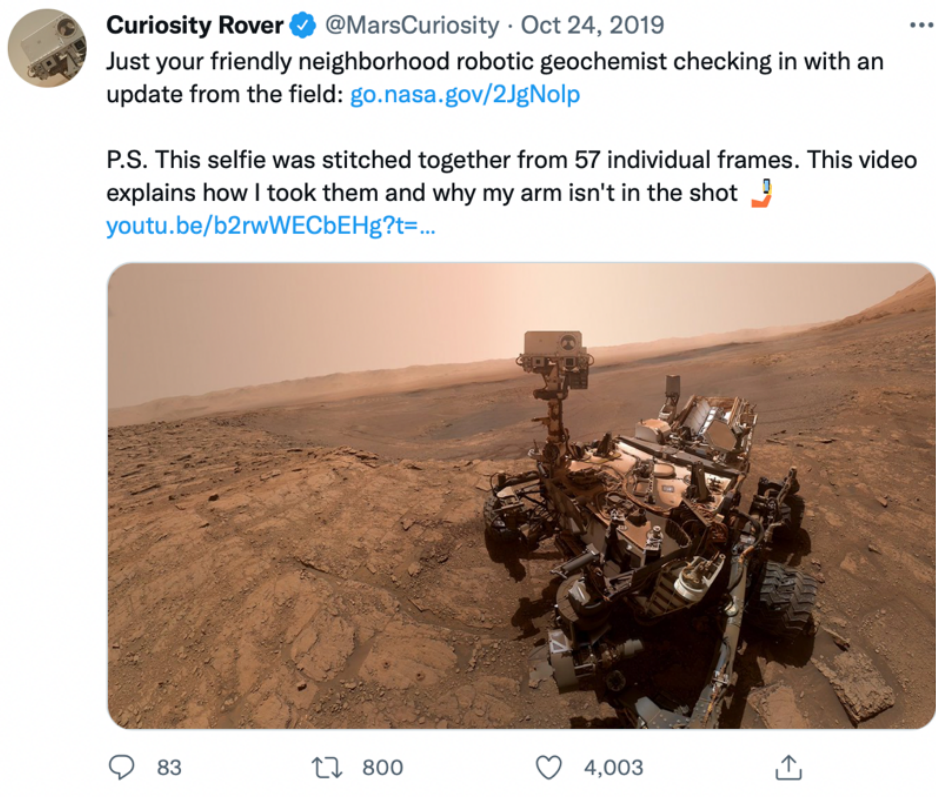 Curiosity Rover @MarsCuriosity · Oct 24, 2019
Just your friendly neighborhood robotic geochemist checking in with an
update from the field: go.nasa.gov/2JgNolp
P.S. This selfie was stitched together from 57 individual frames. This video
explains how I took them and why my arm isn't in the shot 🤳
youtu.be/b2rwWECbEHg?t=...
83 800 4,003